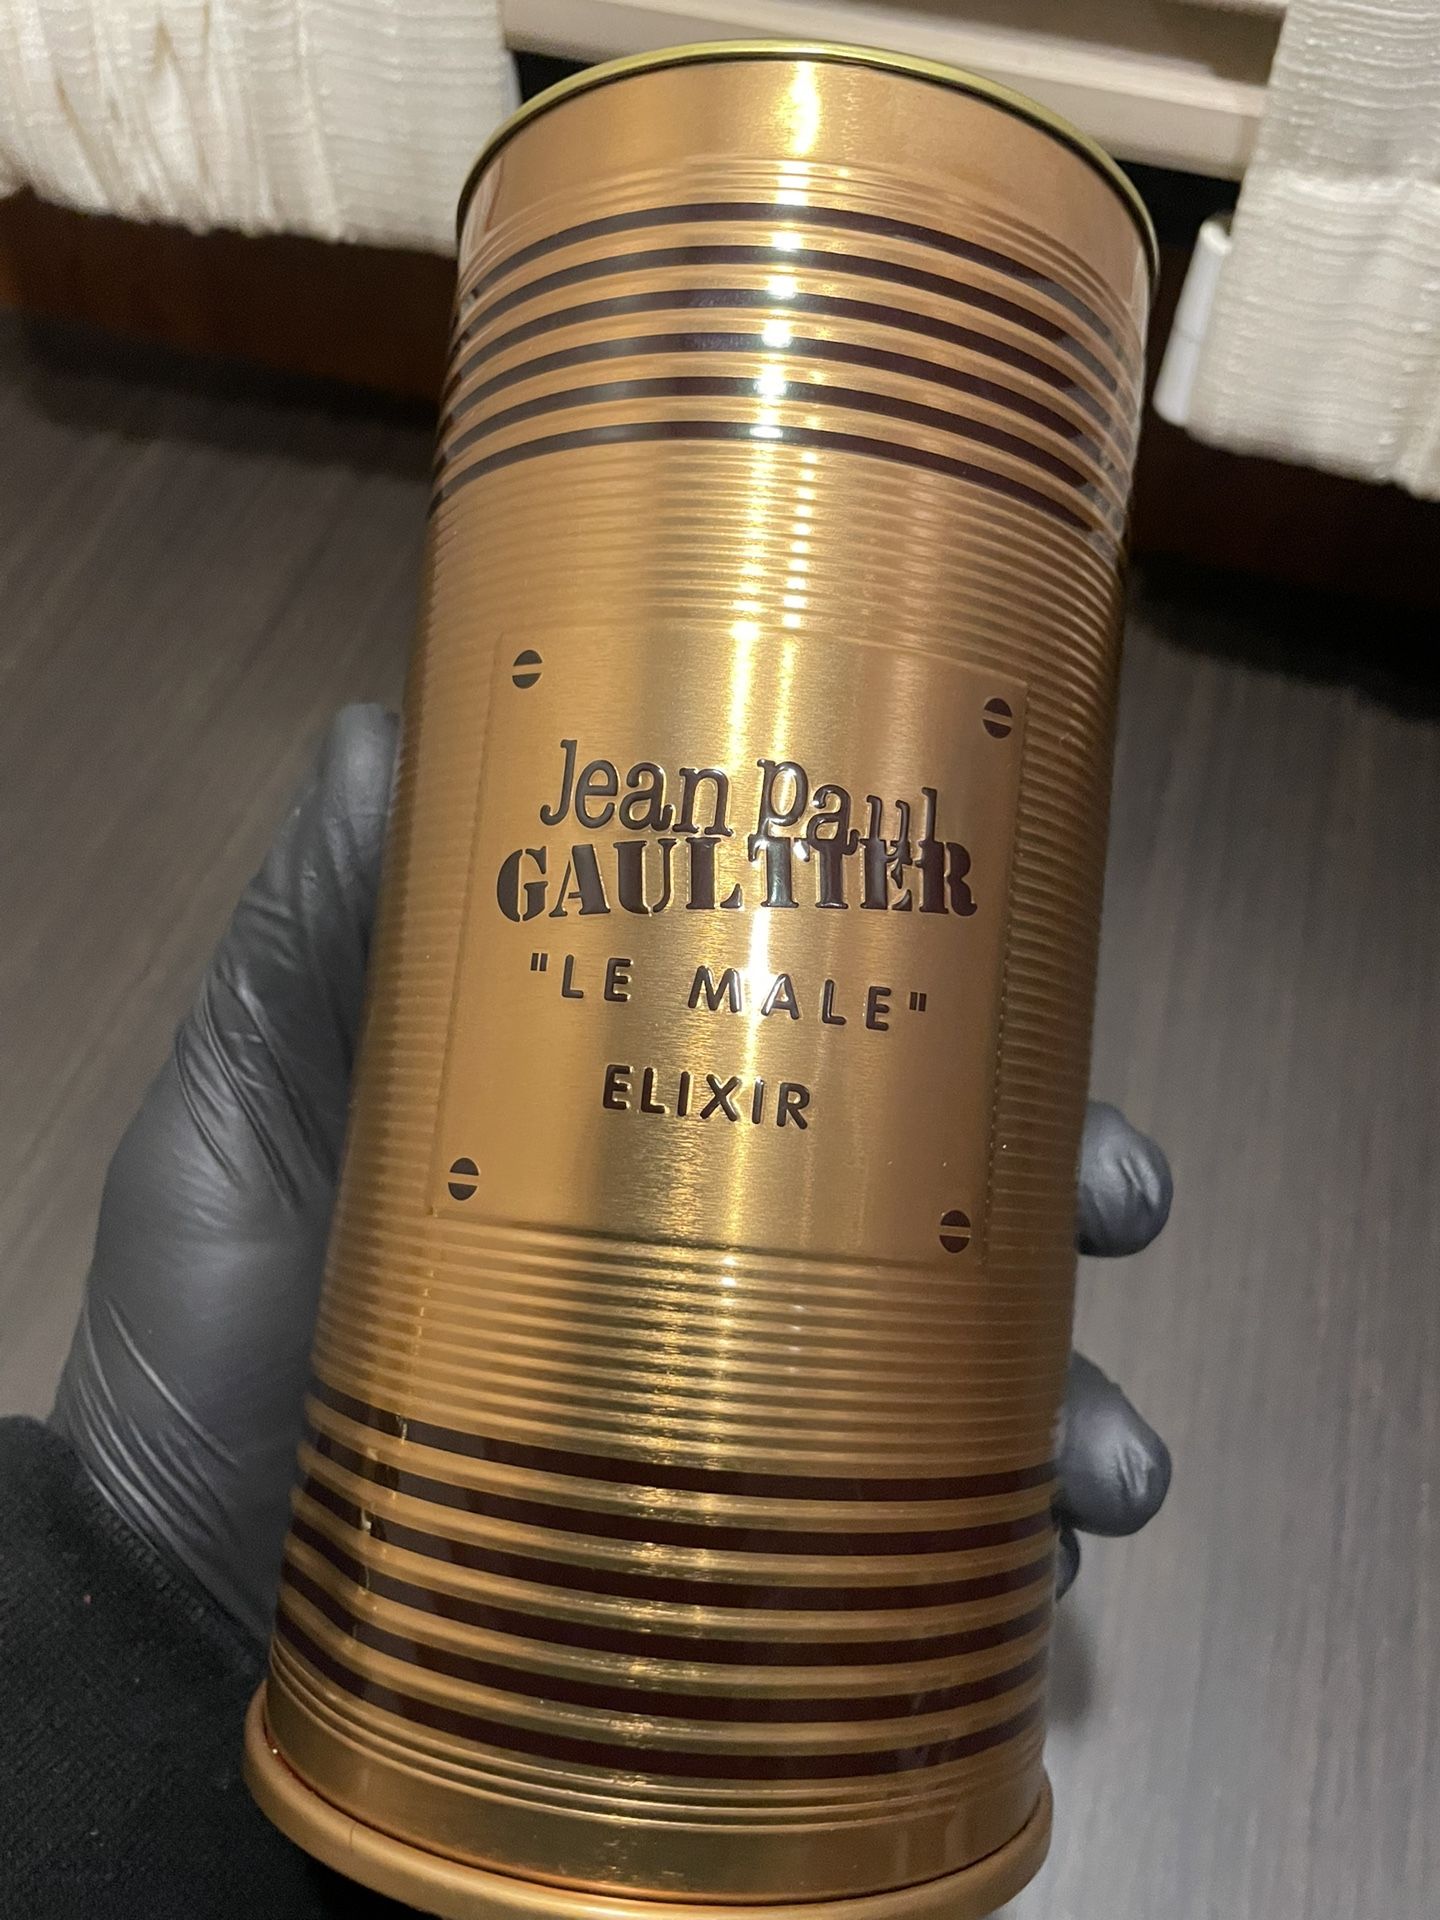 Jean Paul
GAULTIER
"LE MALE"
ELIXIR